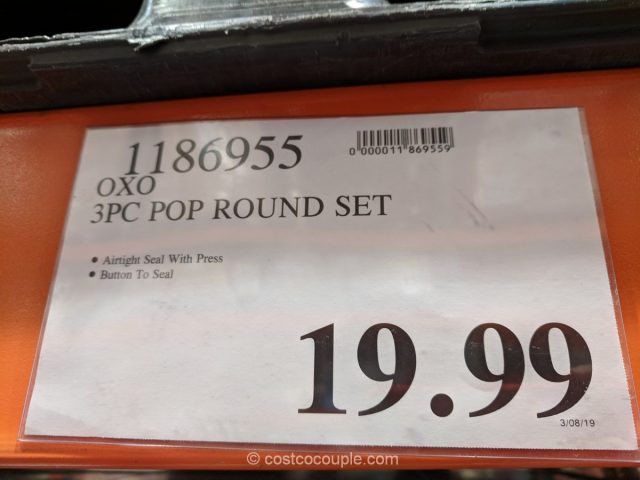 1186955
0 000011 869559
OXO
3PC POP ROUND SET
• Airtight Seal With Press
• Button To Seal
19.99
3/08/19
© costcocouple.com